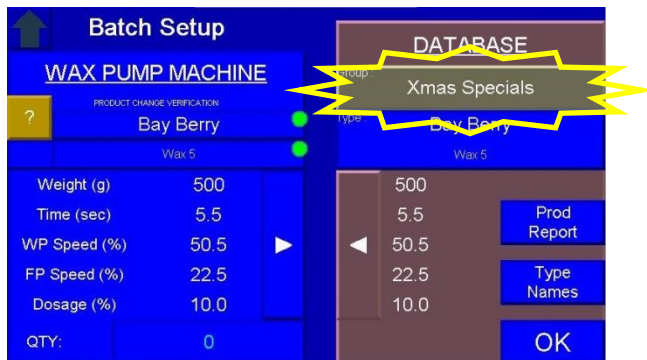 Batch Setup
WAX PUMP MACHINE
PRODUCT CHANGE VERIFICATION
?
Bay Berry
Wax 5
Weight (g) 500
Time (sec) 5.5
WP Speed (%) 50.5
FP Speed (%) 22.5
Dosage (%) 10.0
QTY: 0
DATABASE
Group :
Xmas Specials
Type :
Bay Berry
Wax 5
500
5.5
50.5
22.5
10.0
Prod
Report
Type
Names
OK